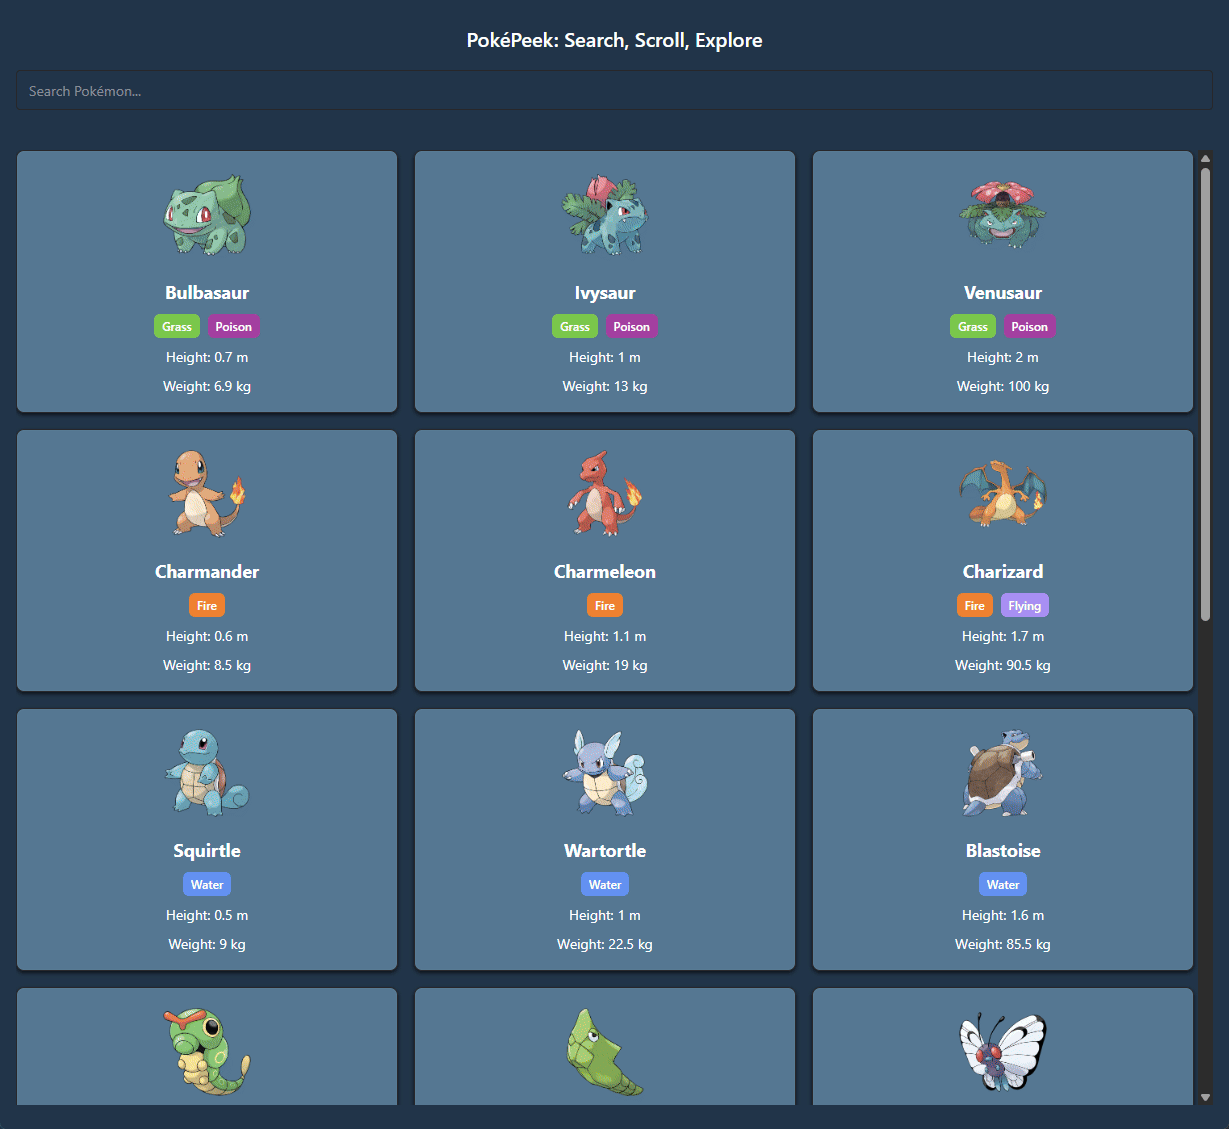 PokéPeek: Search, Scroll, Explore
Search Pokémon...
Bulbasaur
Grass Poison
Height: 0.7 m
Weight: 6.9 kg
Ivysaur
Grass Poison
Height: 1 m
Weight: 13 kg
Venusaur
Grass Poison
Height: 2 m
Weight: 100 kg
Charmander
Fire
Height: 0.6 m
Weight: 8.5 kg
Charmeleon
Fire
Height: 1.1 m
Weight: 19 kg
Charizard
Fire Flying
Height: 1.7 m
Weight: 90.5 kg
Squirtle
Water
Height: 0.5 m
Weight: 9 kg
Wartortle
Water
Height: 1 m
Weight: 22.5 kg
Blastoise
Water
Height: 1.6 m
Weight: 85.5 kg